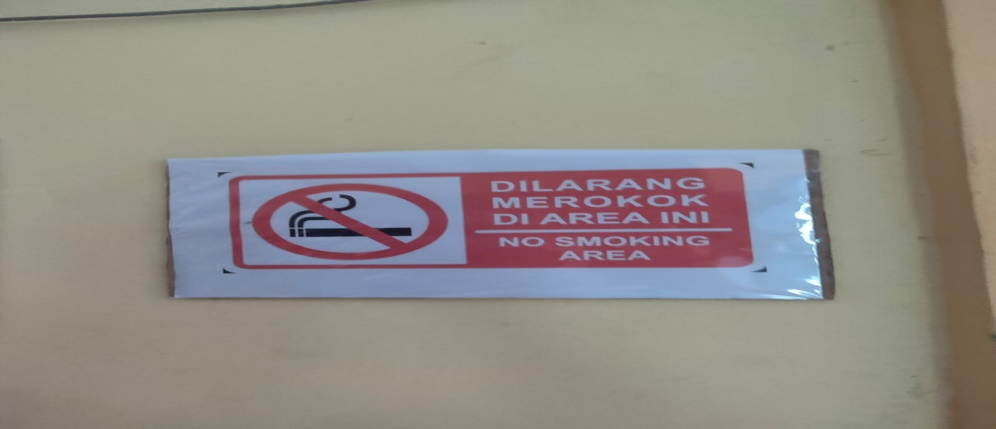 DILARANG
MEROKOK
DI AREA INI
NO SMOKING
AREA